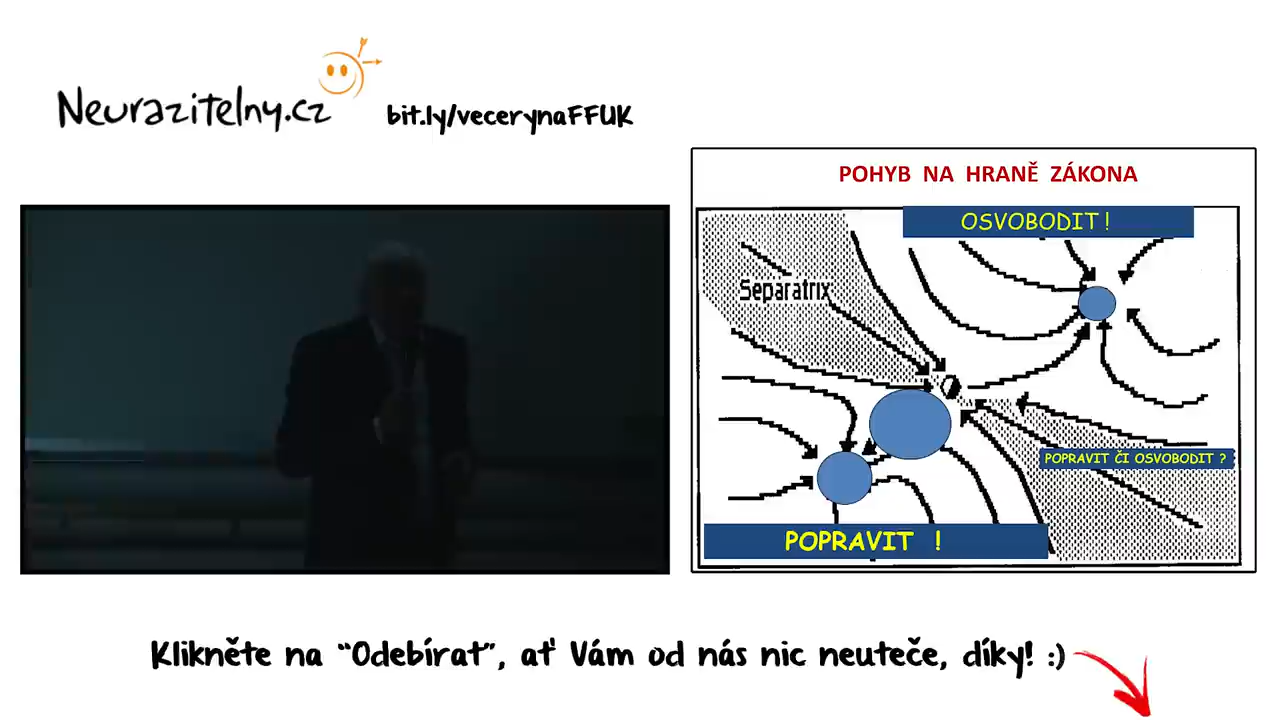 Neurazitelny.cz
bit.ly/vecerynaFFUK
POHYB NA HRANĚ ZÁKONA
OSVOBODIT !
Separatrix
POPRAVIT ČI OSVOBODIT ?
POPRAVIT !
Klikněte na “Odebírat”, ať Vám od nás nic neuteče, díky! :)